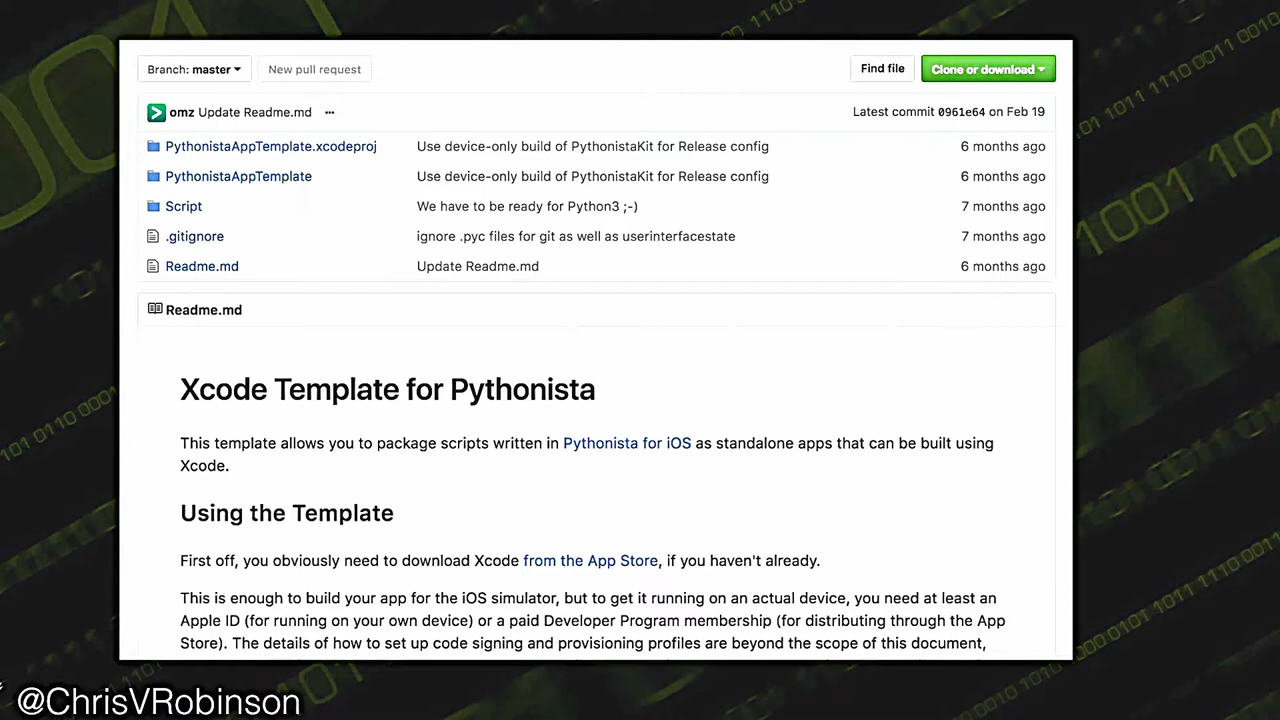 Branch: master
New pull request
Find file
Clone or download
omz Update Readme.md ···
Latest commit 0961e64 on Feb 19
PythonistaAppTemplate.xcodeproj
Use device-only build of PythonistaKit for Release config
6 months ago
PythonistaAppTemplate
Use device-only build of PythonistaKit for Release config
6 months ago
Script
We have to be ready for Python3 ;-)
7 months ago
.gitignore
ignore .pyc files for git as well as userinterfacestate
7 months ago
Readme.md
Update Readme.md
6 months ago
Readme.md
Xcode Template for Pythonista
This template allows you to package scripts written in Pythonista for iOS as standalone apps that can be built using
Xcode.
Using the Template
First off, you obviously need to download Xcode from the App Store, if you haven't already.
This is enough to build your app for the iOS simulator, but to get it running on an actual device, you need at least an
Apple ID (for running on your own device) or a paid Developer Program membership (for distributing through the App
Store). The details of how to set up code signing and provisioning profiles are beyond the scope of this document,
@ChrisVRobinson